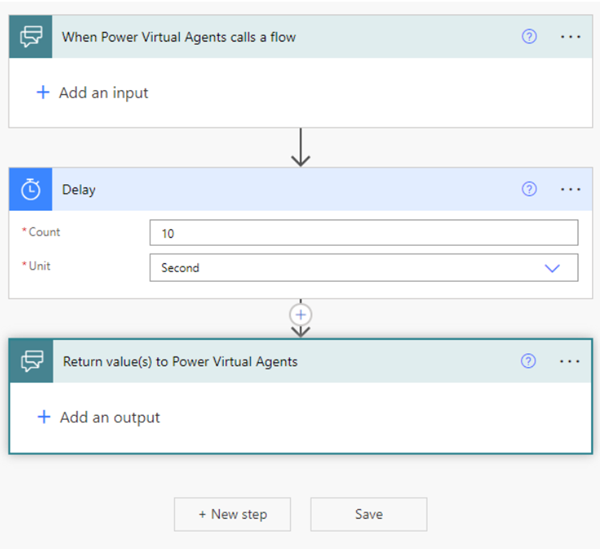 When Power Virtual Agents calls a flow
+ Add an input
Delay
* Count
10
* Unit
Second
Return value(s) to Power Virtual Agents
+ Add an output
+ New step
Save